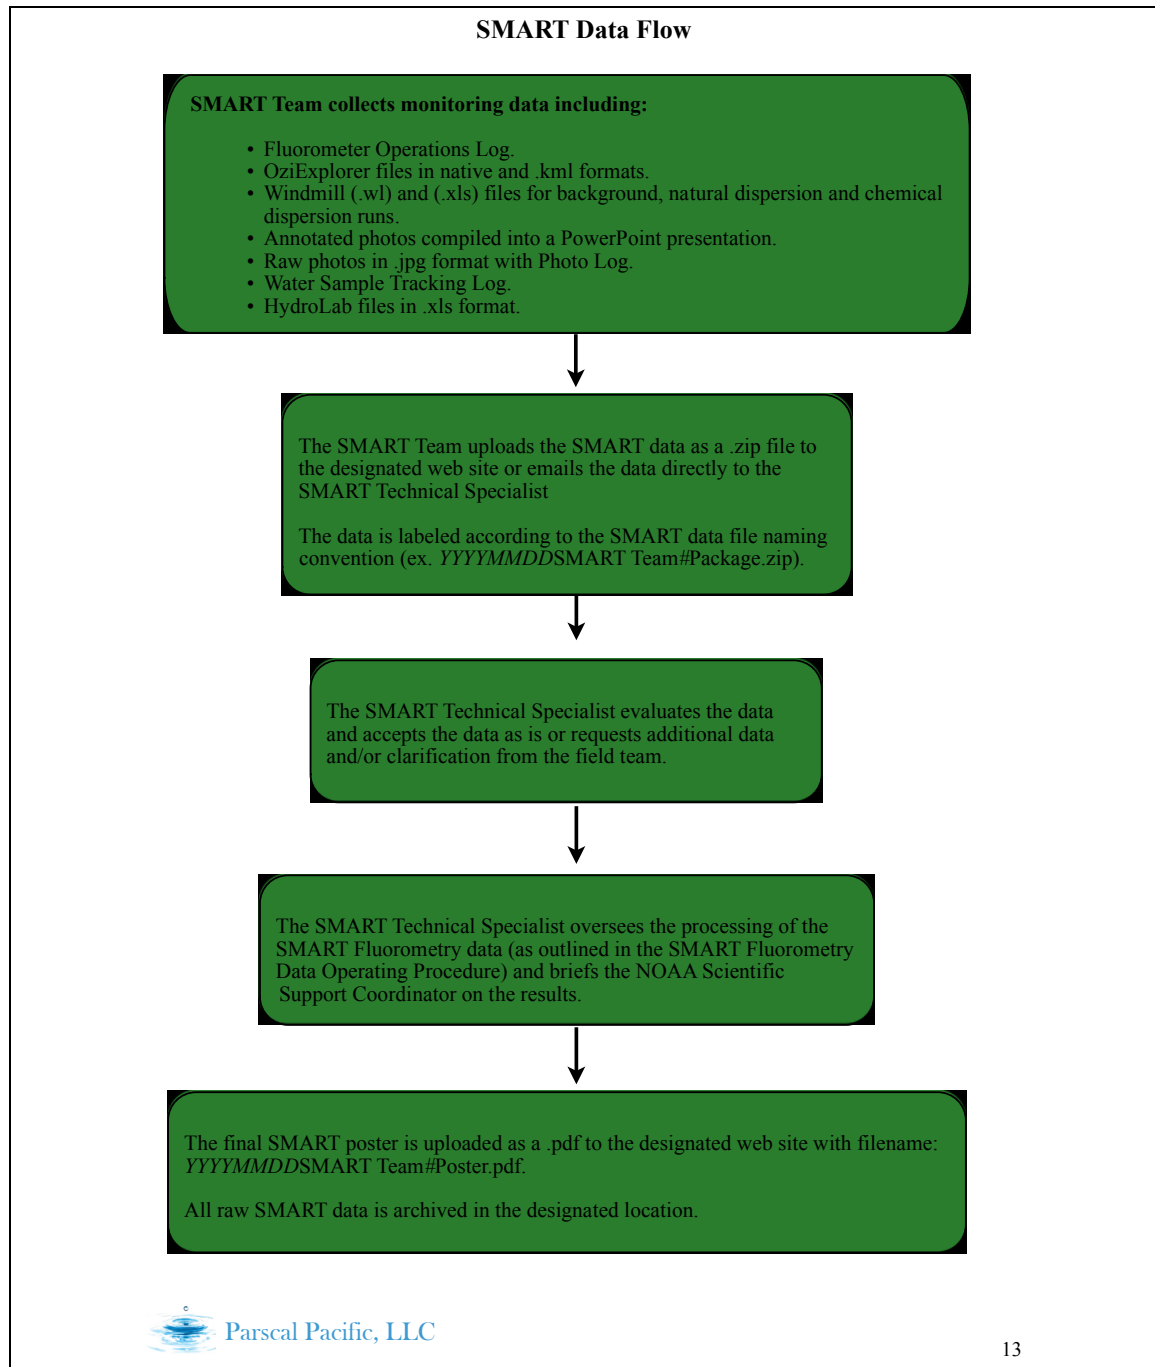 SMART Data Flow
SMART Team collects monitoring data including:
• Fluorometer Operations Log.
• OziExplorer files in native and .kml formats.
• Windmill (.wl) and (.xls) files for background, natural dispersion and chemical
dispersion runs.
• Annotated photos compiled into a PowerPoint presentation.
• Raw photos in .jpg format with Photo Log.
• Water Sample Tracking Log.
• HydroLab files in .xls format.
The SMART Team uploads the SMART data as a .zip file to
the designated web site or emails the data directly to the
SMART Technical Specialist
The data is labeled according to the SMART data file naming
convention (ex. YYYYMMDDSMART Team#Package.zip).
The SMART Technical Specialist evaluates the data
and accepts the data as is or requests additional data
and/or clarification from the field team.
The SMART Technical Specialist oversees the processing of the
SMART Fluorometry data (as outlined in the SMART Fluorometry
Data Operating Procedure) and briefs the NOAA Scientific
Support Coordinator on the results.
The final SMART poster is uploaded as a .pdf to the designated web site with filename:
YYYYMMDDSMART Team#Poster.pdf.
All raw SMART data is archived in the designated location.
©
Parscal Pacific, LLC
13